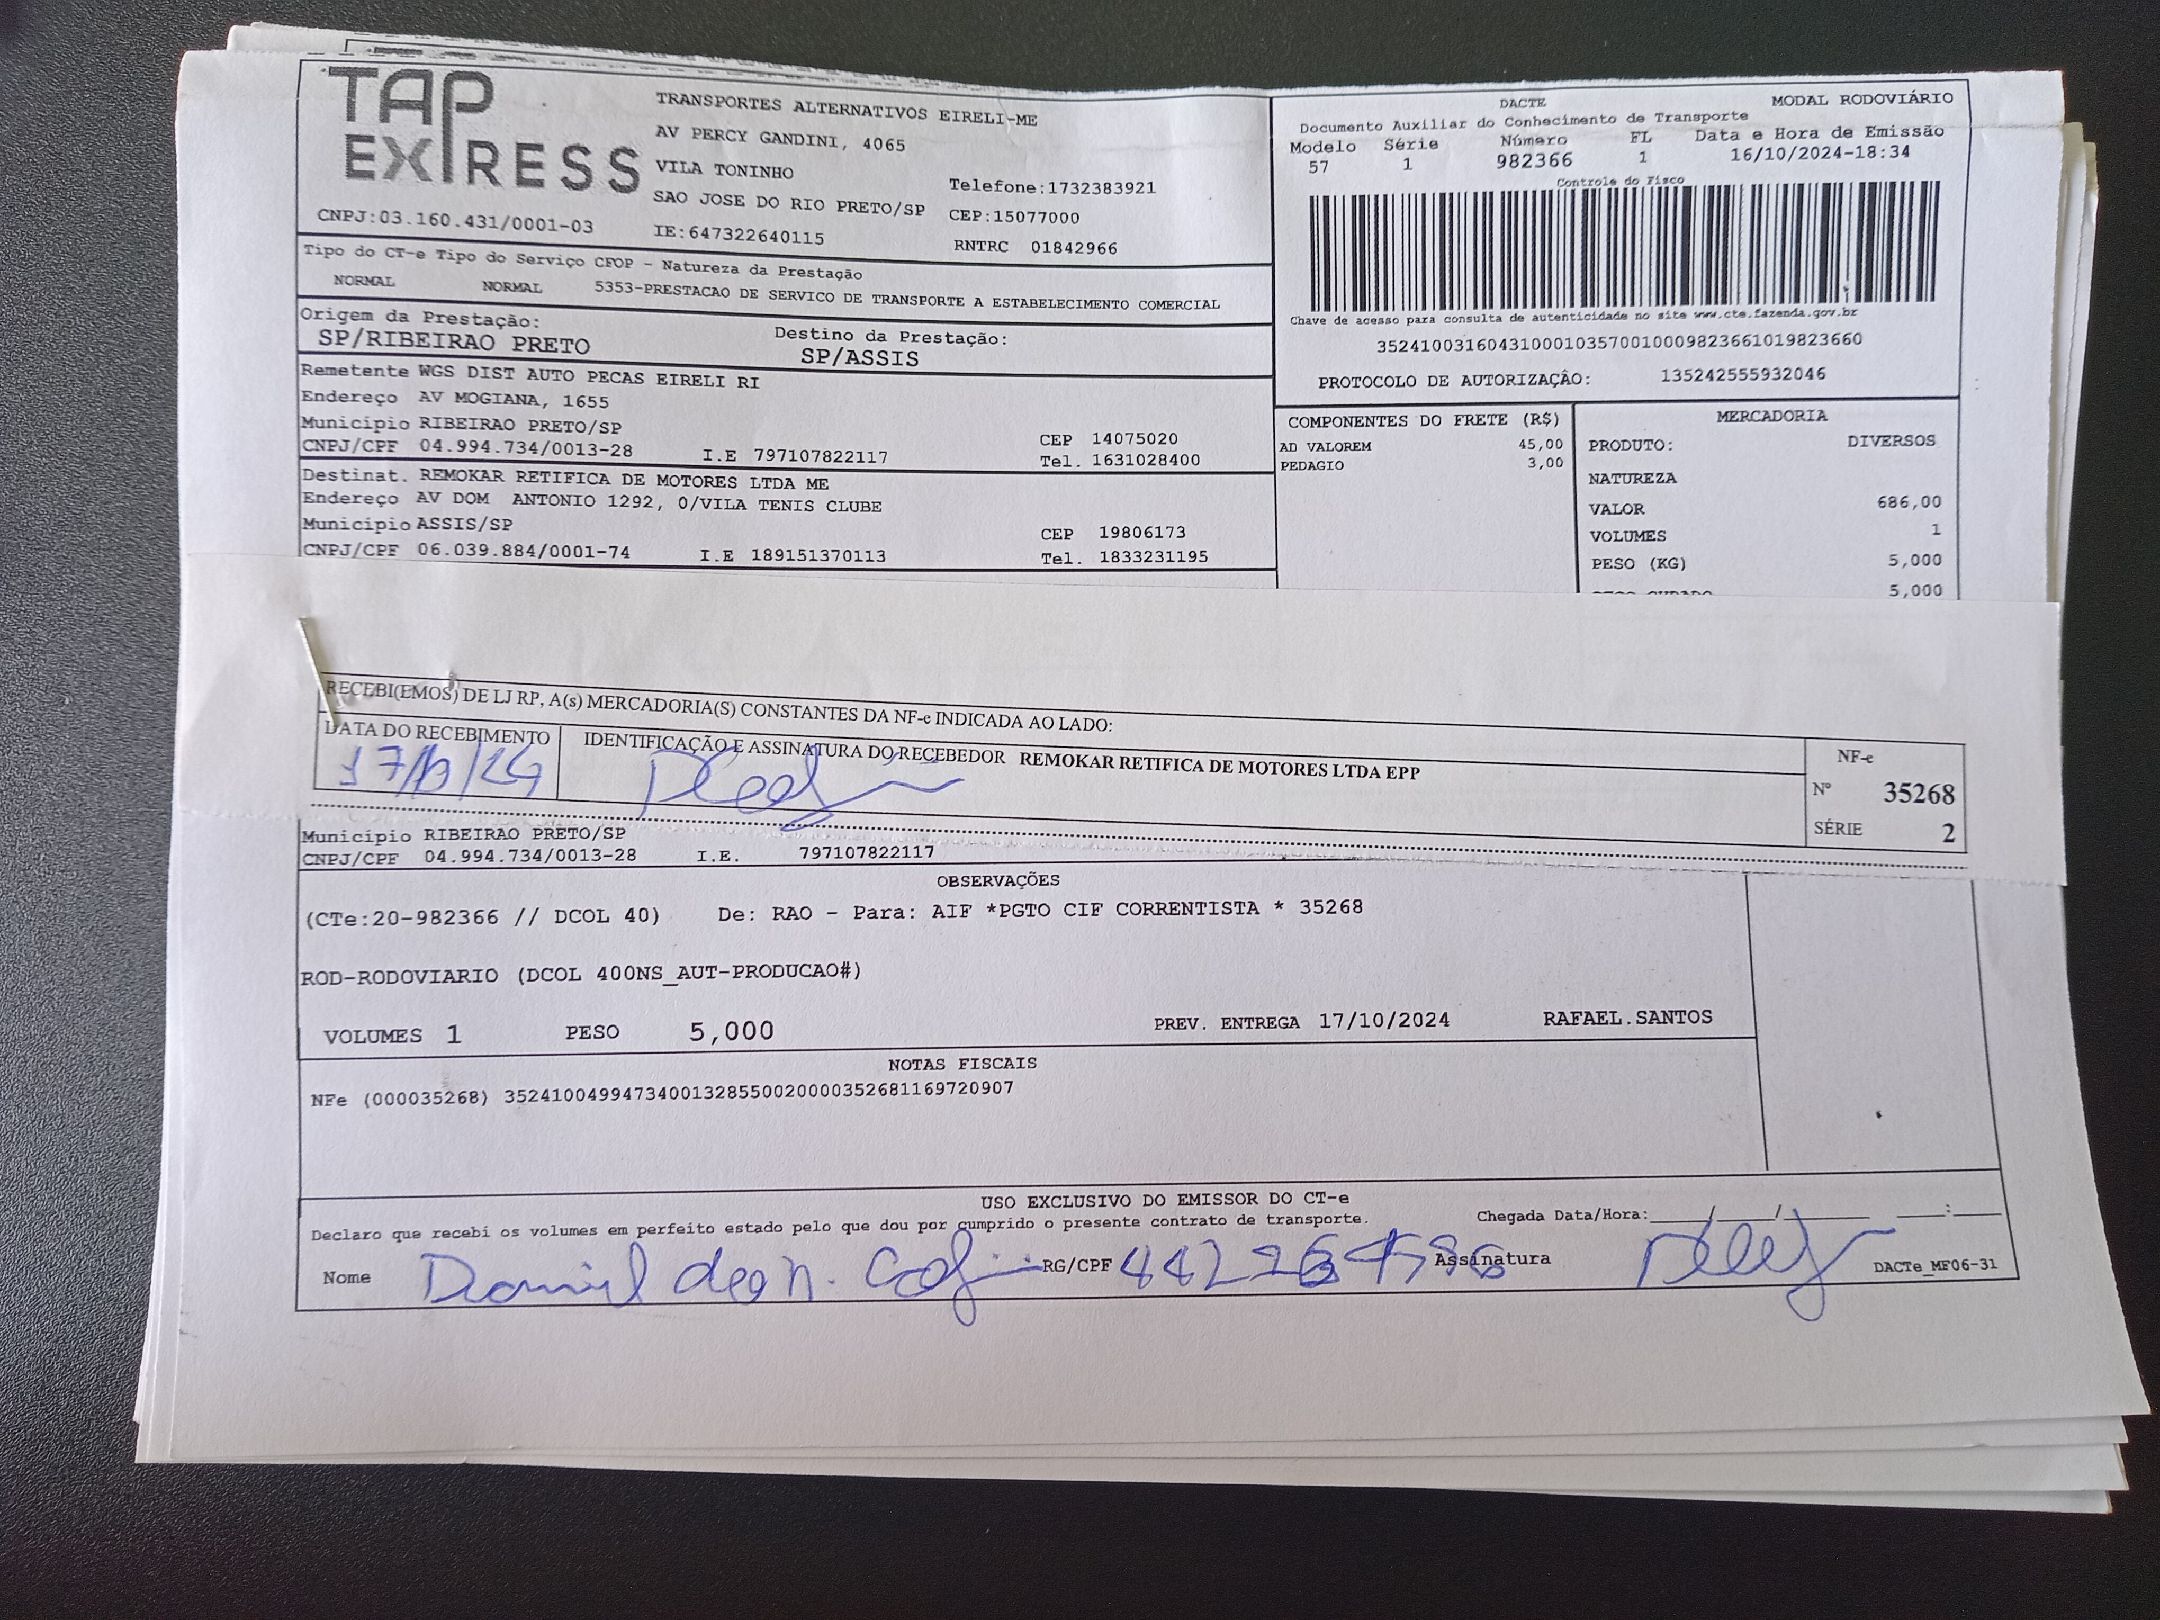 TAP EXPRESS
TRANSPORTES ALTERNATIVOS EIRELI-ME
AV PERCY GANDINI, 4065
VILA TONINHO
SAO JOSE DO RIO PRETO/SP
Telefone:1732383921
CEP:15077000
CNPJ:03.160.431/0001-03
IE:647322640115
RNTRC 01842966
Tipo do CT-e Tipo do Serviço CFOP - Natureza da Prestação
NORMAL NORMAL 5353-PRESTACAO DE SERVICO DE TRANSPORTE A ESTABELECIMENTO COMERCIAL
Origem da Prestação:
SP/RIBEIRAO PRETO
Destino da Prestação:
SP/ASSIS
Remetente WGS DIST AUTO PECAS EIRELI RI
Endereço AV MOGIANA, 1655
Município RIBEIRAO PRETO/SP
CEP 14075020
CNPJ/CPF 04.994.734/0013-28 I.E 797107822117 Tel. 1631028400
Destinat. REMOKAR RETIFICA DE MOTORES LTDA ME
Endereço AV DOM ANTONIO 1292, 0/VILA TENIS CLUBE
Município ASSIS/SP CEP 19806173
CNPJ/CPF 06.039.884/0001-74 I.E 189151370113 Tel. 1833231195
DACTE MODAL RODOVIÁRIO
Documento Auxiliar do Conhecimento de Transporte
Modelo Série Número FL Data e Hora de Emissão
57 1 982366 1 16/10/2024-18:34
Controle do Fisco
Chave de acesso para consulta de autenticidade no site www.cte.fazenda.gov.br
35241003160431000103570010009823661019823660
PROTOCOLO DE AUTORIZAÇÂO: 135242555932046
COMPONENTES DO FRETE (R$)
AD VALOREM 45,00
PEDAGIO 3,00
MERCADORIA
PRODUTO: DIVERSOS
NATUREZA
VALOR 686,00
VOLUMES 1
PESO (KG) 5,000
5,000
RECEBI(EMOS) DE LJ RP, A(s) MERCADORIA(S) CONSTANTES DA NF-e INDICADA AO LADO:
DATA DO RECEBIMENTO
IDENTIFICAÇÃO E ASSINATURA DO RECEBEDOR REMOKAR RETIFICA DE MOTORES LTDA EPP
NF-e
Nº 35268
SÉRIE 2
Município RIBEIRAO PRETO/SP
CNPJ/CPF 04.994.734/0013-28 I.E. 797107822117
OBSERVAÇÕES
(CTe:20-982366 // DCOL 40) De: RAO - Para: AIF *PGTO CIF CORRENTISTA * 35268
ROD-RODOVIARIO (DCOL 400NS_AUT-PRODUCAO#)
VOLUMES 1 PESO 5,000 PREV. ENTREGA 17/10/2024 RAFAEL.SANTOS
NOTAS FISCAIS
NFe (000035268) 35241004994734001328550020000352681169720907
USO EXCLUSIVO DO EMISSOR DO CT-e
Declaro que recebi os volumes em perfeito estado pelo que dou por cumprido o presente contrato de transporte.
Chegada Data/Hora:____/____/____ ____:____
Nome Daniel RG/CPF Assinatura
DACTe_MF06-31